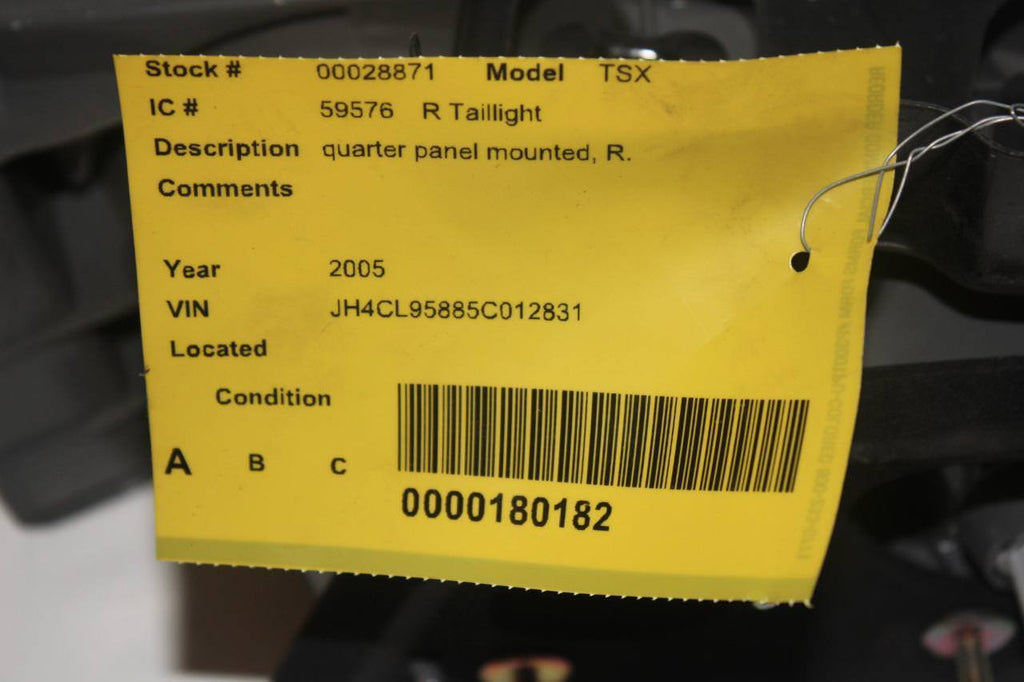 Stock # 00028871 Model TSX
IC # 59576 R Taillight
Description quarter panel mounted, R.
Comments
Year 2005
VIN JH4CL95885C012831
Located
Condition
A B C
0000180182